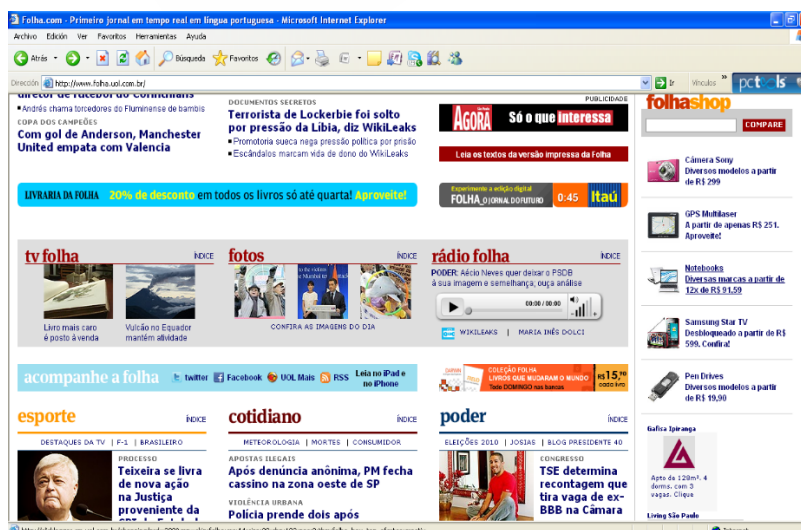 Folha.com - Primeiro jornal em tempo real em língua portuguesa - Microsoft Internet Explorer
Archivo Edición Ver Favoritos Herramientas Ayuda
Atrás Búsqueda Favoritos
Dirección http://www.folha.uol.com.br/ Ir Vínculos » pct
diretor de futebol do Corinthians
Andrés chama torcedores do Fluminense de bambis
COPA DOS CAMPEÕES
Com gol de Anderson, Manchester
United empata com Valencia
DOCUMENTOS SECRETOS
Terrorista de Lockerbie foi solto
por pressão da Líbia, diz WikiLeaks
Promotoria sueca nega pressão política por prisão
Escândalos marcam vida de dono do WikiLeaks
PUBLICIDADE
AGORA Só o que interessa
Leia os textos da versão impressa da Folha
LIVRARIA DA FOLHA 20% de desconto em todos os livros só até quarta! Aproveite!
Experimente a edição digital
FOLHA_O JORNAL DO FUTURO 0:45 Itaú
folhashop
COMPARE
Câmera Sony
Diversos modelos a partir
de R$ 299
GPS Multilaser
A partir de apenas R$ 251.
Aproveite!
Notebooks
Diversas marcas a partir de
12x de R$ 91,59
Samsung Star TV
Desbloqueado a partir de R$
599. Confira!
Pen Drives
Diversos modelos a partir
de R$ 19,90
Gafisa Ipiranga
Apto de 128m². 4
dorms. com 3
vagas. Clique
Living São Paulo
tv folha ÍNDICE
Livro mais caro
é posto à venda
Vulcão no Equador
mantém atividade
fotos ÍNDICE
CONFIRA AS IMAGENS DO DIA
rádio folha ÍNDICE
PODER: Aécio Neves quer deixar o PSDB
à sua imagem e semelhança; ouça análise
00:00 / 00:00
WIKILEAKS | MARIA INÊS DOLCI
acompanhe a folha twitter Facebook UOL Mais RSS Leia no iPad e
no iPhone
COLEÇÃO FOLHA
LIVROS QUE MUDARAM O MUNDO
Todo DOMINGO nas bancas
R$ 15,90
cada livro
esporte ÍNDICE
DESTAQUES DA TV | F-1 | BRASILEIRO
PROCESSO
Teixeira se livra
de nova ação
na Justiça
proveniente da
cotidiano ÍNDICE
METEOROLOGIA | MORTES | CONSUMIDOR
APOSTAS ILEGAIS
Após denúncia anônima, PM fecha
cassino na zona oeste de SP
VIOLÊNCIA URBANA
Polícia prende dois após
poder ÍNDICE
ELEIÇÕES 2010 | JOSIAS | BLOG PRESIDENTE 40
CONGRESSO
TSE determina
recontagem que
tira vaga de ex-
BBB na Câmara
Internet